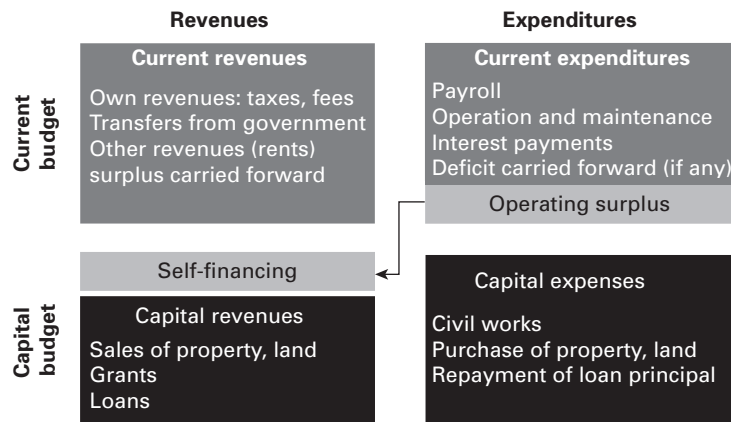 Revenues
Expenditures
Current
budget
Current revenues
Own revenues: taxes, fees
Transfers from government
Other revenues (rents)
surplus carried forward
Current expenditures
Payroll
Operation and maintenance
Interest payments
Deficit carried forward (if any)
Operating surplus
Capital
budget
Self-financing
Capital revenues
Sales of property, land
Grants
Loans
Capital expenses
Civil works
Purchase of property, land
Repayment of loan principal